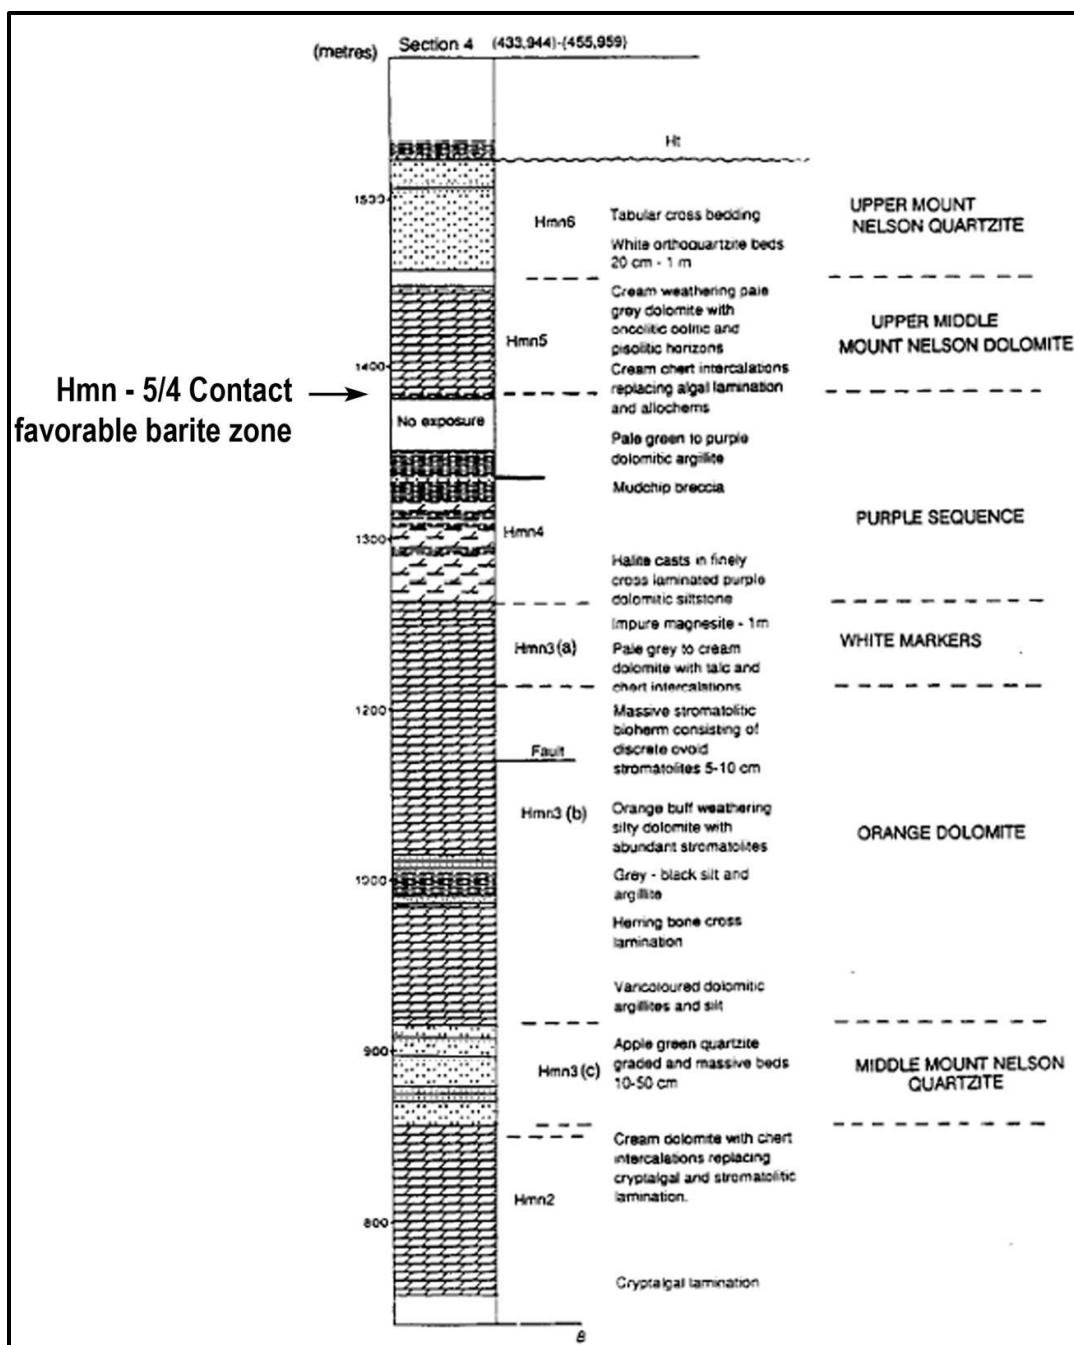 (metres) Section 4 (433,944)-(455,959)
Ht
1500
Hmn6
Tabular cross bedding
White orthoquartzite beds
20 cm - 1 m
UPPER MOUNT
NELSON QUARTZITE
Hmn5
Cream weathering pale
grey dolomite with
oncolitic oolitic and
pisolitic horizons
Cream chert intercalations
replacing algal lamination
and allochems
UPPER MIDDLE
MOUNT NELSON DOLOMITE
1400
Hmn - 5/4 Contact
favorable barite zone
No exposure
Pale green to purple
dolomitic argillite
Mudchip breccia
Hmn4
PURPLE SEQUENCE
1300
Halite casts in finely
cross laminated purple
dolomitic siltstone
Hmn3 (a)
Impure magnesite - 1m
Pale grey to cream
dolomite with talc and
chert intercalations
WHITE MARKERS
1200
Massive stromatolitic
bioherm consisting of
discrete ovoid
stromatolites 5-10 cm
Fault
Hmn3 (b)
Orange buff weathering
silty dolomite with
abundant stromatolites
ORANGE DOLOMITE
1000
Grey - black silt and
argillite
Herring bone cross
lamination
Varicoloured dolomitic
argillites and silt
900
Hmn3 (c)
Apple green quartzite
graded and massive beds
10-50 cm
MIDDLE MOUNT NELSON
QUARTZITE
Hmn2
Cream dolomite with chert
intercalations replacing
cryptalgal and stromatolitic
lamination.
800
Cryptalgal lamination
B